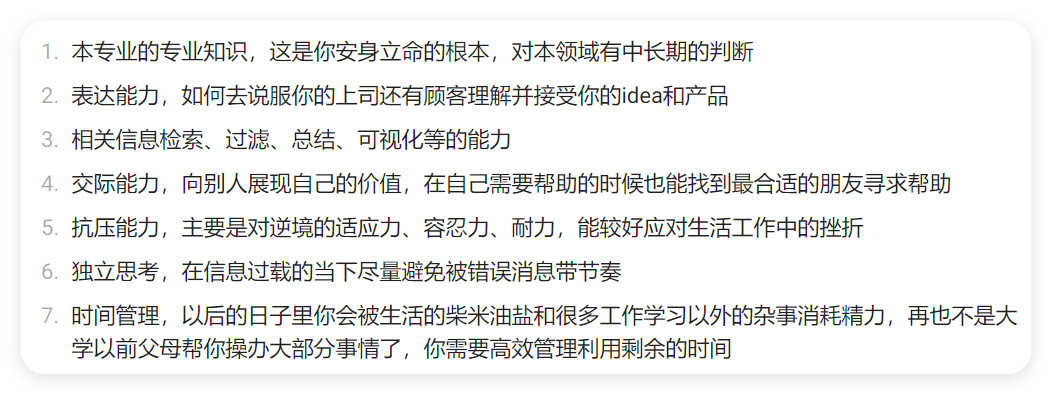 1. 本专业的专业知识，这是你安身立命的根本，对本领域有中长期的判断
2. 表达能力，如何去说服你的上司还有顾客理解并接受你的idea和产品
3. 相关信息检索、过滤、总结、可视化等的能力
4. 交际能力，向别人展现自己的价值，在自己需要帮助的时候也能找到最合适的朋友寻求帮助
5. 抗压能力，主要是对逆境的适应力、容忍力、耐力，能较好应对生活工作中的挫折
6. 独立思考，在信息过载的当下尽量避免被错误消息带节奏
7. 时间管理，以后的日子里你会被生活的柴米油盐和很多工作学习以外的杂事消耗精力，再也不是大
学以前父母帮你操办大部分事情了，你需要高效管理利用剩余的时间